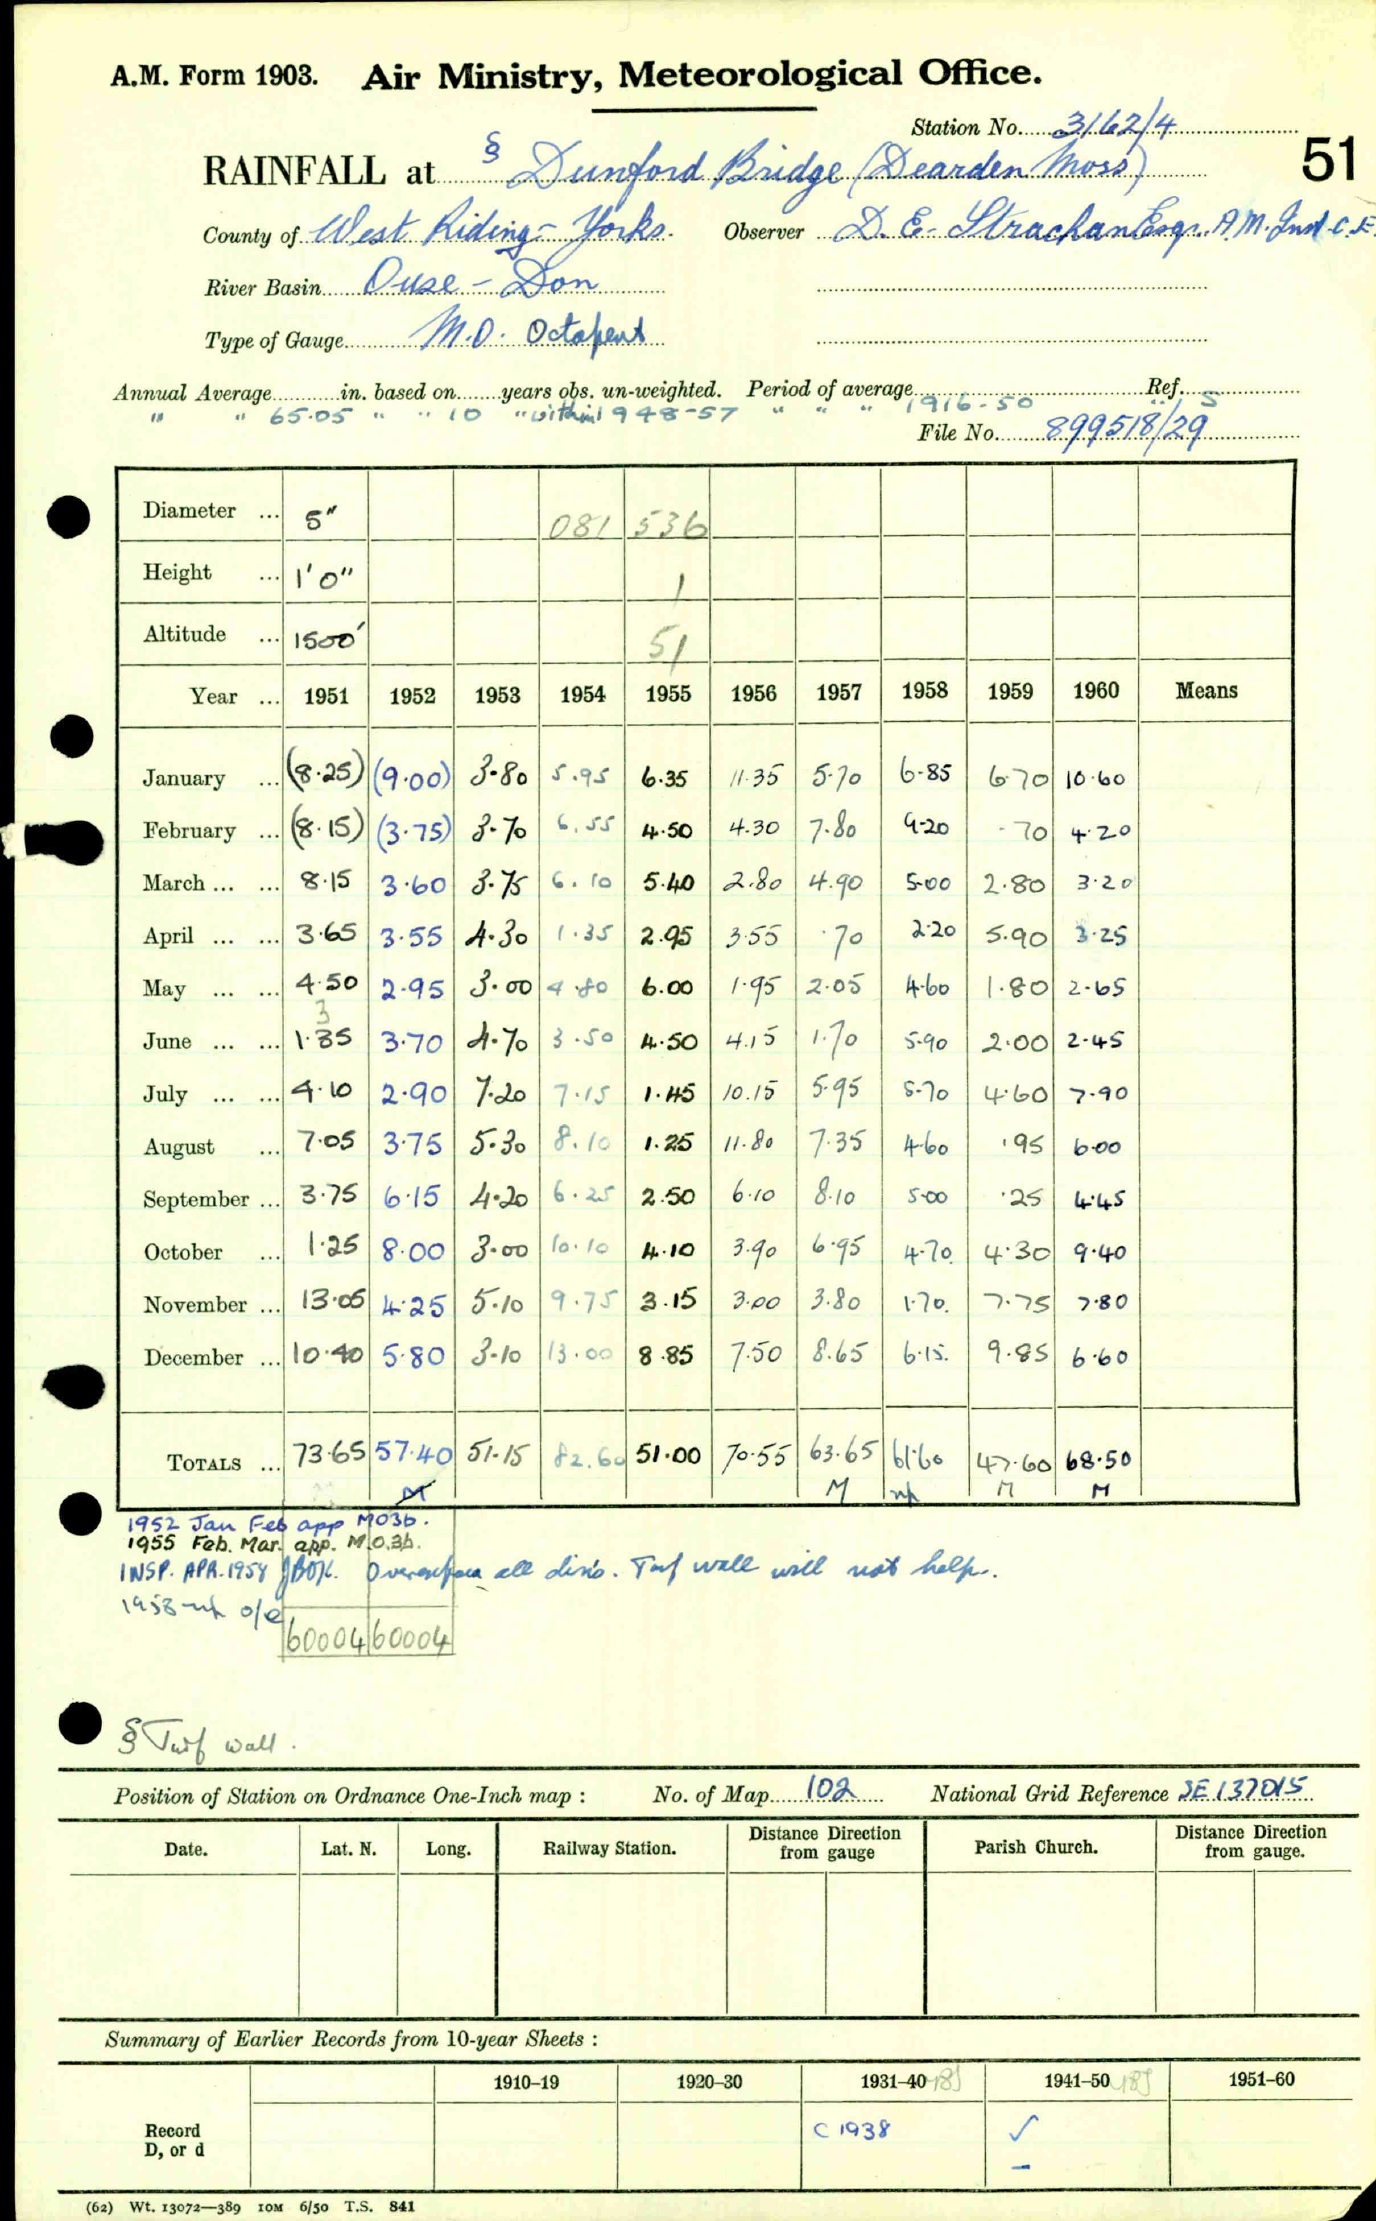 A.M. Form 1903. Air Ministry, Meteorological Office.
Station No. 3162/4
51
RAINFALL at § Dunford Bridge (Dearden Moss)
County of West Riding - Yorks. Observer D. E. Strachan Esqr. A.M.Inst.C.E.
River Basin Ouse - Don
Type of Gauge M.O. Octapent
Annual Average in. based on years obs. un-weighted. Period of average Ref.
" " 65.05 " " 10 " within 1948-57 " " " 1916-50 " S
File No. 899518/29
Diameter ... 5" 081 536
Height ... 1'0" 1
Altitude ... 1500' 51
Year ... 1951 1952 1953 1954 1955 1956 1957 1958 1959 1960 Means
January ... (8.25) (9.00) 3.80 5.95 6.35 11.35 5.70 6.85 6.70 10.60
February ... (8.15) (3.75) 3.70 6.55 4.50 4.30 7.80 9.20 .70 4.20
March ... ... 8.15 3.60 3.75 6.10 5.40 2.80 4.90 5.00 2.80 3.20
April ... ... 3.65 3.55 4.30 1.35 2.95 3.55 .70 2.20 5.90 3.25
May ... ... 4.50 2.95 3.00 4.80 6.00 1.95 2.05 4.60 1.80 2.65
3
June ... ... 1.35 3.70 4.70 3.50 4.50 4.15 1.70 5.90 2.00 2.45
July ... ... 4.10 2.90 7.20 7.15 1.45 10.15 5.95 5.70 4.60 7.90
August ... 7.05 3.75 5.30 8.10 1.25 11.80 7.35 4.60 .95 6.00
September ... 3.75 6.15 4.20 6.25 2.50 6.10 8.10 5.00 .25 4.45
October ... 1.25 8.00 3.00 10.10 4.10 3.90 6.95 4.70. 4.30 9.40
November ... 13.05 4.25 5.10 9.75 3.15 3.00 3.80 1.70. 7.75 7.80
December ... 10.40 5.80 3.10 13.00 8.85 7.50 8.65 6.15. 9.85 6.60
TOTALS ... 73.65 57.40 51.15 82.60 51.00 70.55 63.65 61.60 47.60 68.50
M M np M M
1952 Jan Feb app M03b.
1955 Feb. Mar. app. M.O.3b.
INSP. APR. 1954 all dirns. Turf wall will not help.
1958 np o/e
60004 60004
§ Turf wall.
Position of Station on Ordnance One-Inch map : No. of Map 102 National Grid Reference SE 137015
Date. Lat. N. Long. Railway Station. Distance from gauge Direction Parish Church. Distance from gauge. Direction
Summary of Earlier Records from 10-year Sheets :
1910–19 1920–30 1931–40 1941–50 1951–60
Record D, or d C 1938 ✓
–
(62) Wt. 13072—389 10M 6/50 T.S. 841